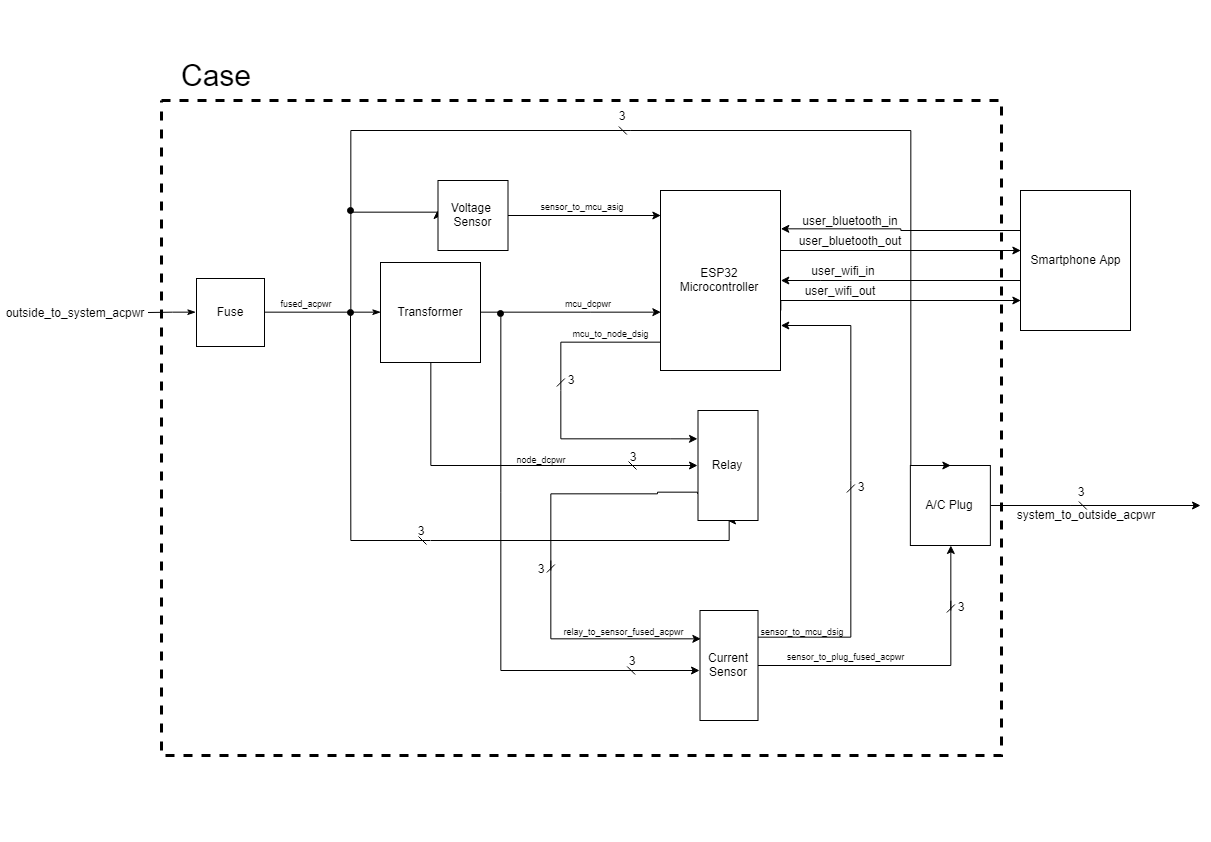 Case
3
Voltage
Sensor
sensor_to_mcu_asig
user_bluetooth_in
user_bluetooth_out
ESP32
Microcontroller
user_wifi_in
user_wifi_out
Smartphone App
outside_to_system_acpwr
Fuse
fused_acpwr
Transformer
mcu_dcpwr
mcu_to_node_dsig
3
node_dcpwr
3
Relay
3
3
A/C Plug
3
system_to_outside_acpwr
3
3
relay_to_sensor_fused_acpwr
3
Current
Sensor
sensor_to_mcu_dsig
sensor_to_plug_fused_acpwr
3